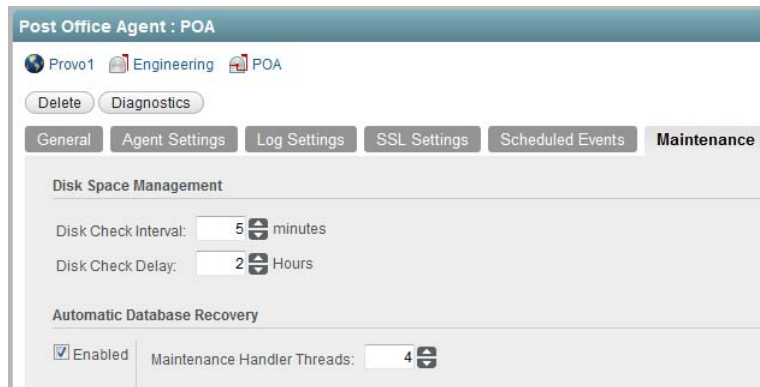 Post Office Agent : POA
Provo1 Engineering POA
Delete Diagnostics
General Agent Settings Log Settings SSL Settings Scheduled Events Maintenance
Disk Space Management
Disk Check Interval: 5 minutes
Disk Check Delay: 2 Hours
Automatic Database Recovery
Enabled Maintenance Handler Threads: 4